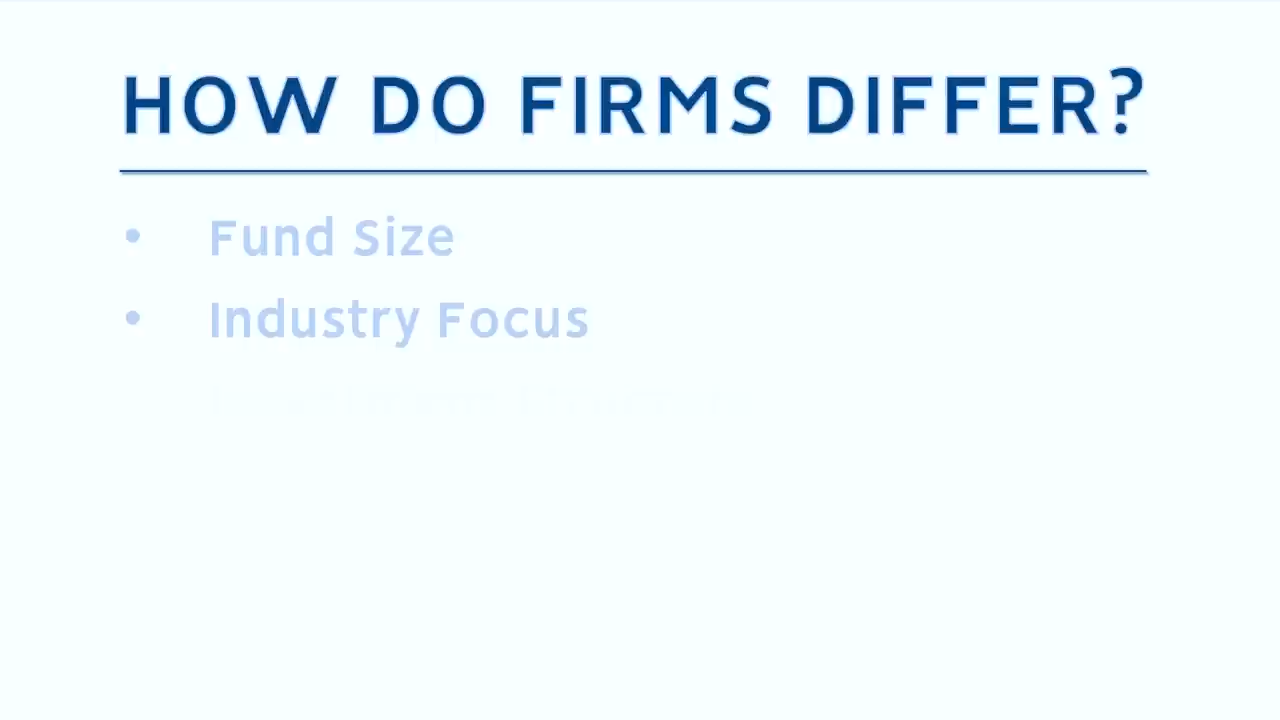 HOW DO FIRMS DIFFER?
• Fund Size
• Industry Focus